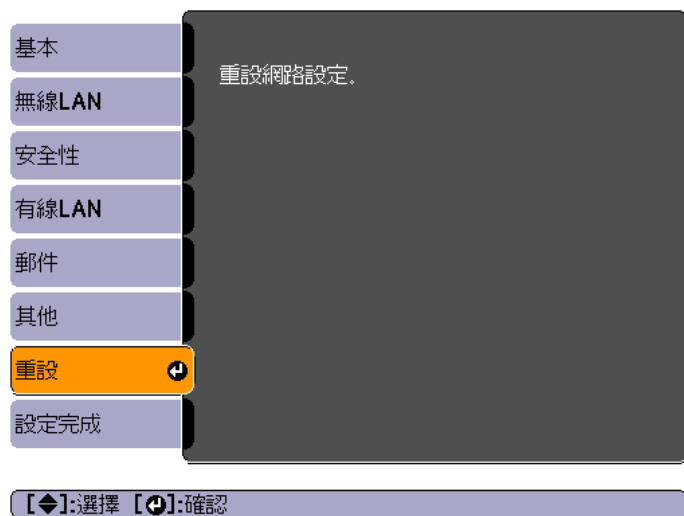 基本
無線LAN
安全性
有線LAN
郵件
其他
重設
設定完成
重設網路設定.
[◆]:選擇 [⏎]:確認